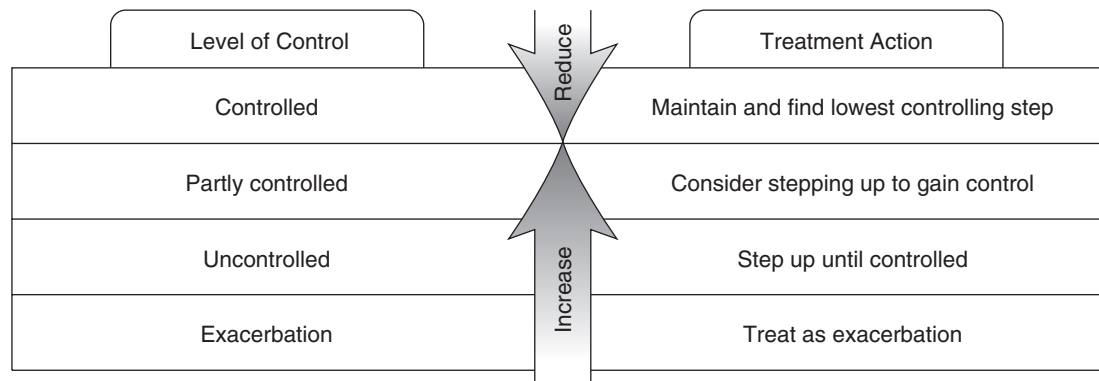 Level of Control
Reduce
Treatment Action
Controlled
Maintain and find lowest controlling step
Partly controlled
Consider stepping up to gain control
Uncontrolled
Increase
Step up until controlled
Exacerbation
Treat as exacerbation